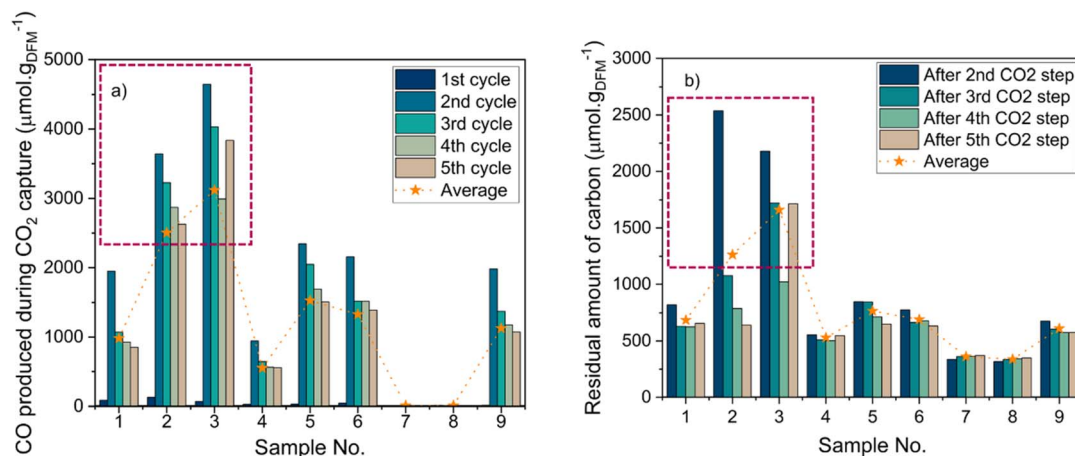 a)
CO produced during CO₂ capture (μmol.g_DFM⁻¹)
5000
4000
3000
2000
1000
0
1st cycle
2nd cycle
3rd cycle
4th cycle
5th cycle
Average
1 2 3 4 5 6 7 8 9
Sample No.
b)
Residual amount of carbon (μmol.g_DFM⁻¹)
3000
2500
2000
1500
1000
500
0
After 2nd CO2 step
After 3rd CO2 step
After 4th CO2 step
After 5th CO2 step
Average
1 2 3 4 5 6 7 8 9
Sample No.